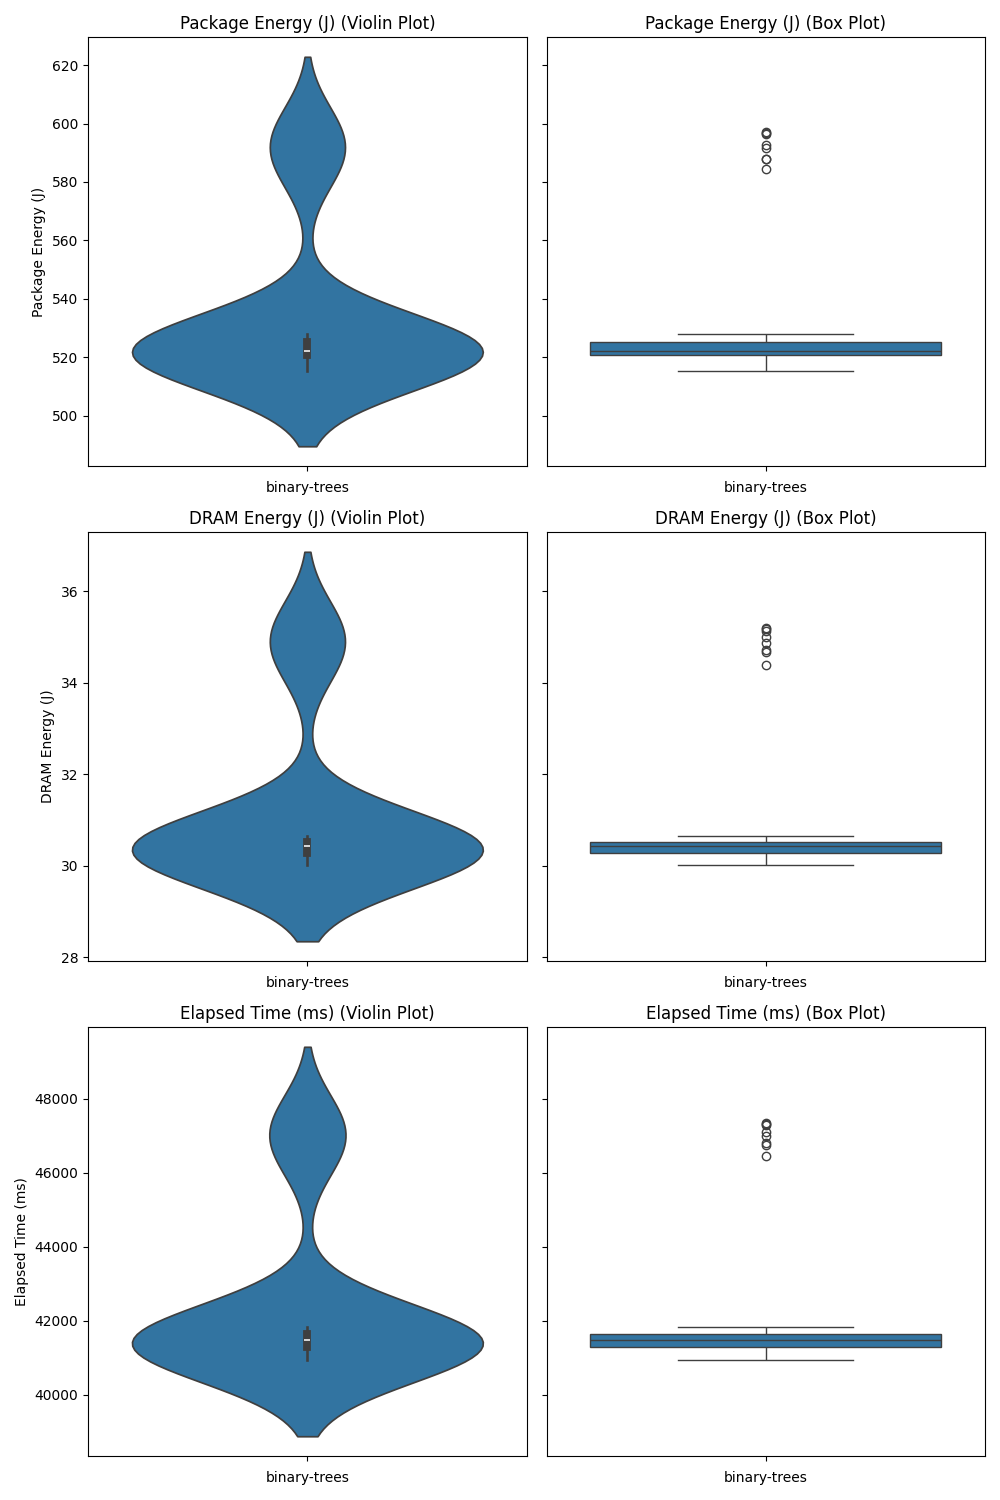 Package Energy (J) (Violin Plot)
Package Energy (J) (Box Plot)
620
600
580
560
540
520
500
Package Energy (J)
binary-trees
binary-trees
DRAM Energy (J) (Violin Plot)
DRAM Energy (J) (Box Plot)
36
34
32
30
28
DRAM Energy (J)
binary-trees
binary-trees
Elapsed Time (ms) (Violin Plot)
Elapsed Time (ms) (Box Plot)
48000
46000
44000
42000
40000
Elapsed Time (ms)
binary-trees
binary-trees